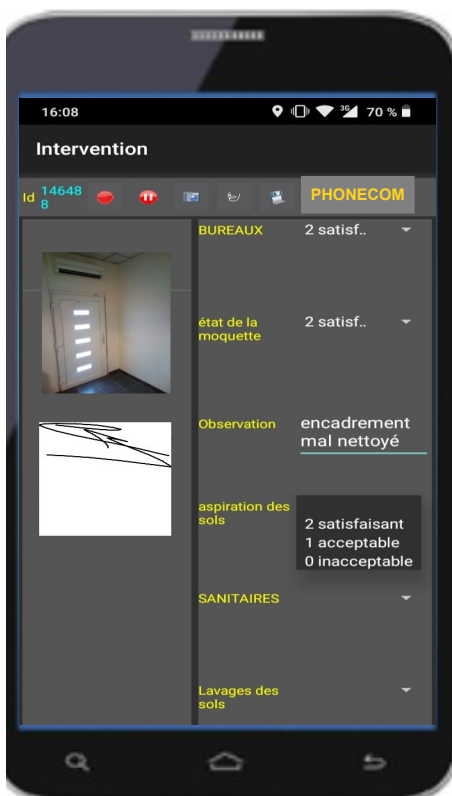 16:08
3G
70 %
Intervention
Id
14648
8
PHONECOM
BUREAUX
2 satisf..
état de la
moquette
2 satisf..
Observation
encadrement
mal nettoyé
aspiration des
sols
2 satisfaisant
1 acceptable
0 inacceptable
SANITAIRES
Lavages des
sols